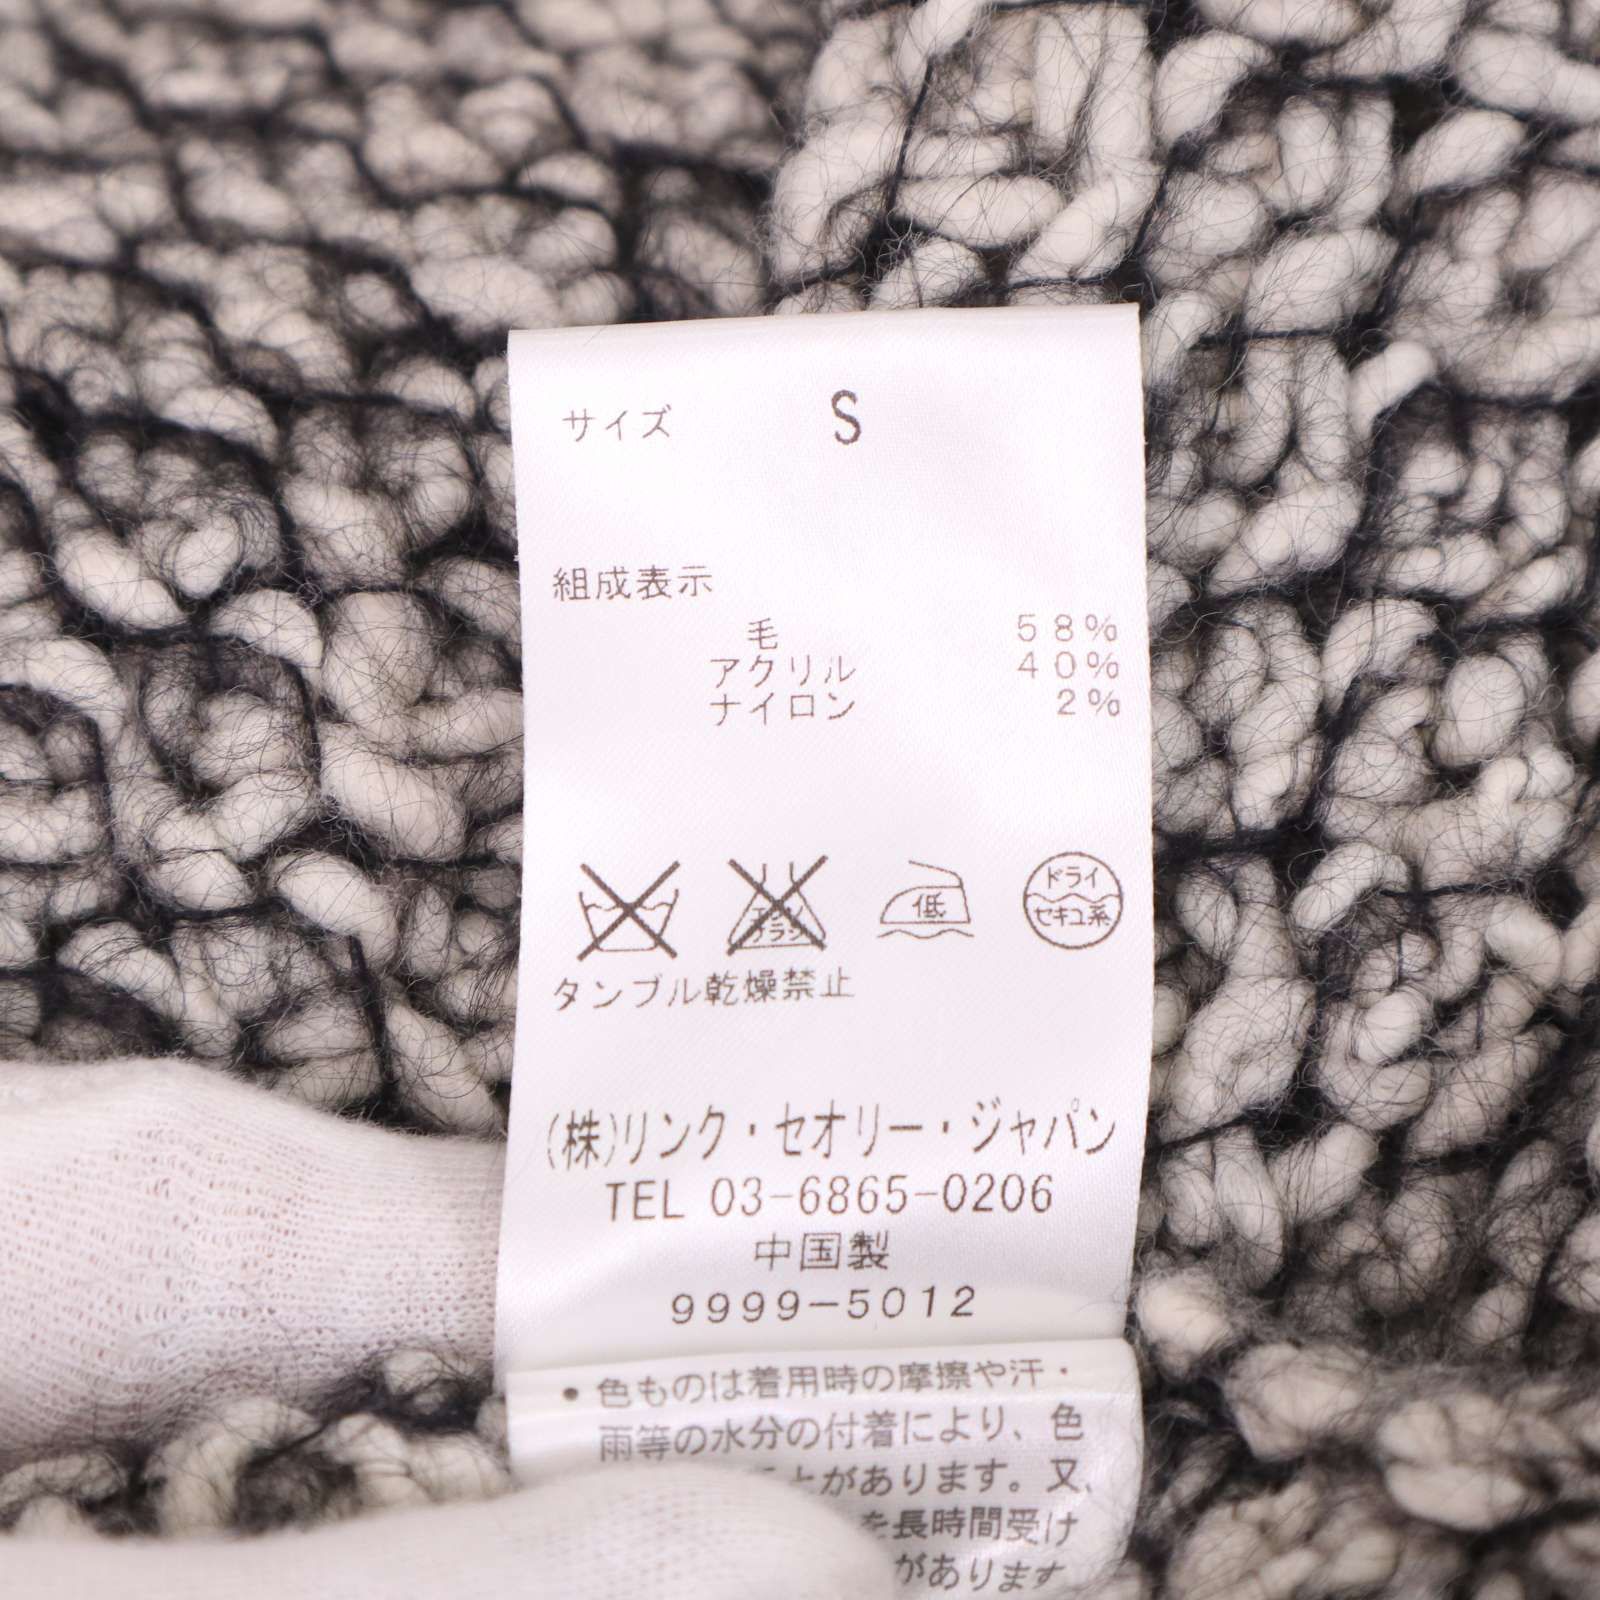 サイズ S
組成表示
毛 58%
アクリル 40%
ナイロン 2%
低
ドライ
セキユ系
タンブル乾燥禁止
(株)リンク・セオリー・ジャパン
TEL 03-6865-0206
中国製
9999-5012
・色ものは着用時の摩擦や汗・
雨等の水分の付着により、色
とがあります。又、
を長時間受け
があります